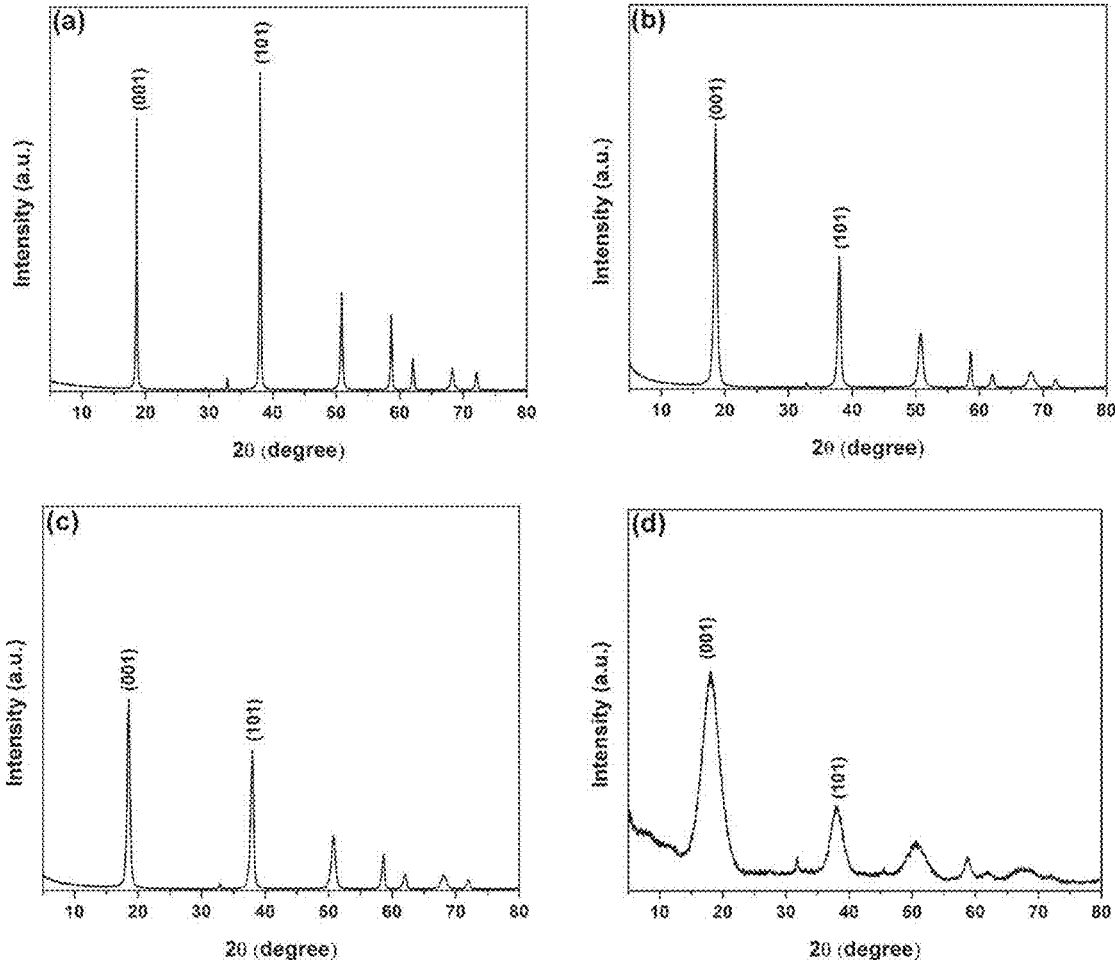 (a)
(001)
(101)
Intensity (a.u.)
10 20 30 40 50 60 70 80
2θ (degree)
(b)
(001)
(101)
Intensity (a.u.)
10 20 30 40 50 60 70 80
2θ (degree)
(c)
(001)
(101)
Intensity (a.u.)
10 20 30 40 50 60 70 80
2θ (degree)
(d)
(001)
(101)
Intensity (a.u.)
10 20 30 40 50 60 70 80
2θ (degree)